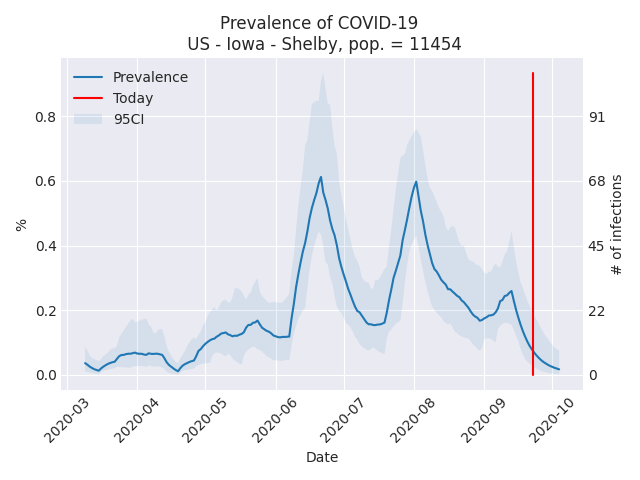 Prevalence of COVID-19
US - Iowa - Shelby, pop. = 11454
Prevalence
Today
95CI
%
0.8
0.6
0.4
0.2
0.0
91
68
45
22
0
# of infections
2020-03
2020-04
2020-05
2020-06
2020-07
2020-08
2020-09
2020-10
Date